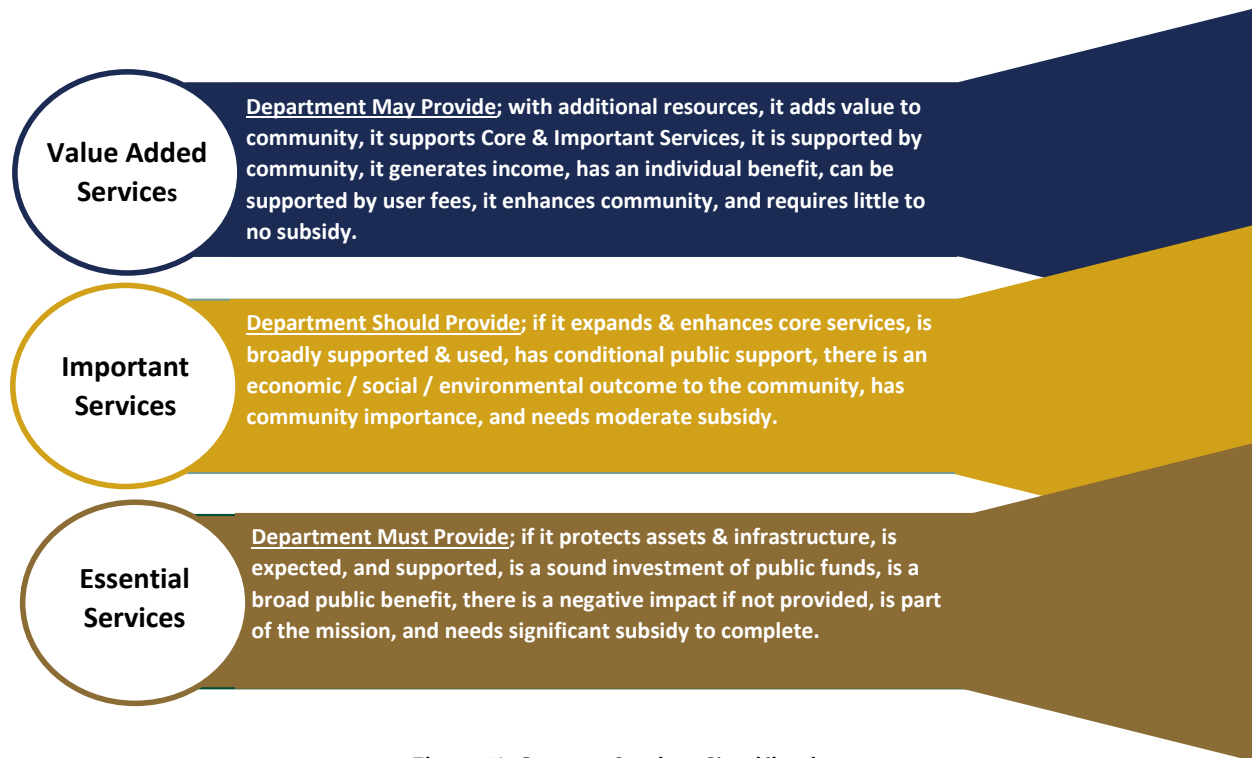 Value Added
Services
Department May Provide; with additional resources, it adds value to
community, it supports Core & Important Services, it is supported by
community, it generates income, has an individual benefit, can be
supported by user fees, it enhances community, and requires little to
no subsidy.
Important
Services
Department Should Provide; if it expands & enhances core services, is
broadly supported & used, has conditional public support, there is an
economic / social / environmental outcome to the community, has
community importance, and needs moderate subsidy.
Essential
Services
Department Must Provide; if it protects assets & infrastructure, is
expected, and supported, is a sound investment of public funds, is a
broad public benefit, there is a negative impact if not provided, is part
of the mission, and needs significant subsidy to complete.